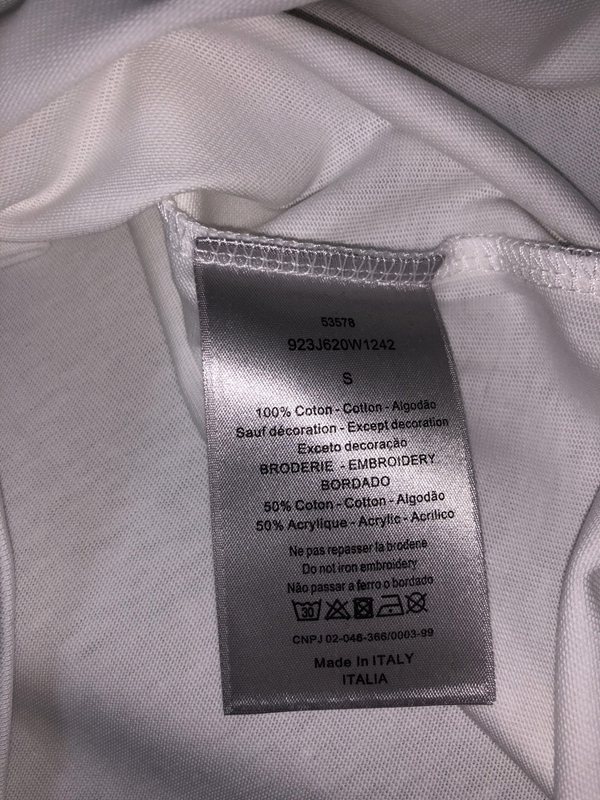 53578
923J620W1242
S
100% Coton - Cotton - Algodão
Sauf décoration - Except decoration
Exceto decoração
BRODERIE - EMBROIDERY
BORDADO
50% Coton - Cotton - Algodão
50% Acrylique - Acrylic - Acrílico
Ne pas repasser la broderie
Do not iron embroidery
Não passar a ferro o bordado
30
CNPJ 02-046-366/0003-99
Made In ITALY
ITALIA